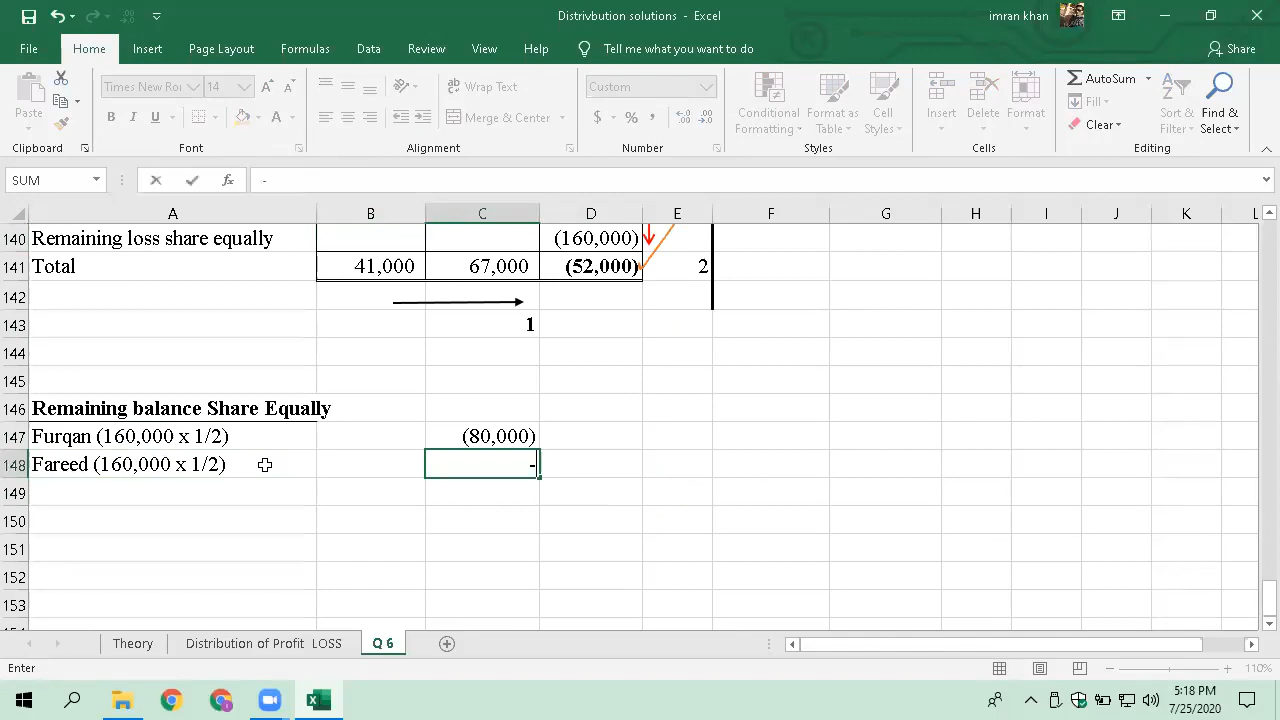 Distrivbution solutions - Excel
imran khan
File Home Insert Page Layout Formulas Data Review View Help Tell me what you want to do Share
Times New Ro 14 Wrap Text Custom AutoSum
Paste B I U Merge & Center $ % , Conditional Formatting Format as Table Cell Styles Insert Delete Format Fill Clear Sort & Filter Find & Select
Clipboard Font Alignment Number Styles Cells Editing
SUM fx -
A B C D E F G H I J K L
140 Remaining loss share equally (160,000)
141 Total 41,000 67,000 (52,000) 2
142
143 1
144
145
146 Remaining balance Share Equally
147 Furqan (160,000 x 1/2) (80,000)
148 Fareed (160,000 x 1/2) -
149
150
151
152
153
Theory Distribution of Profit LOSS Q 6
Enter 110%
5:18 PM
7/25/2020